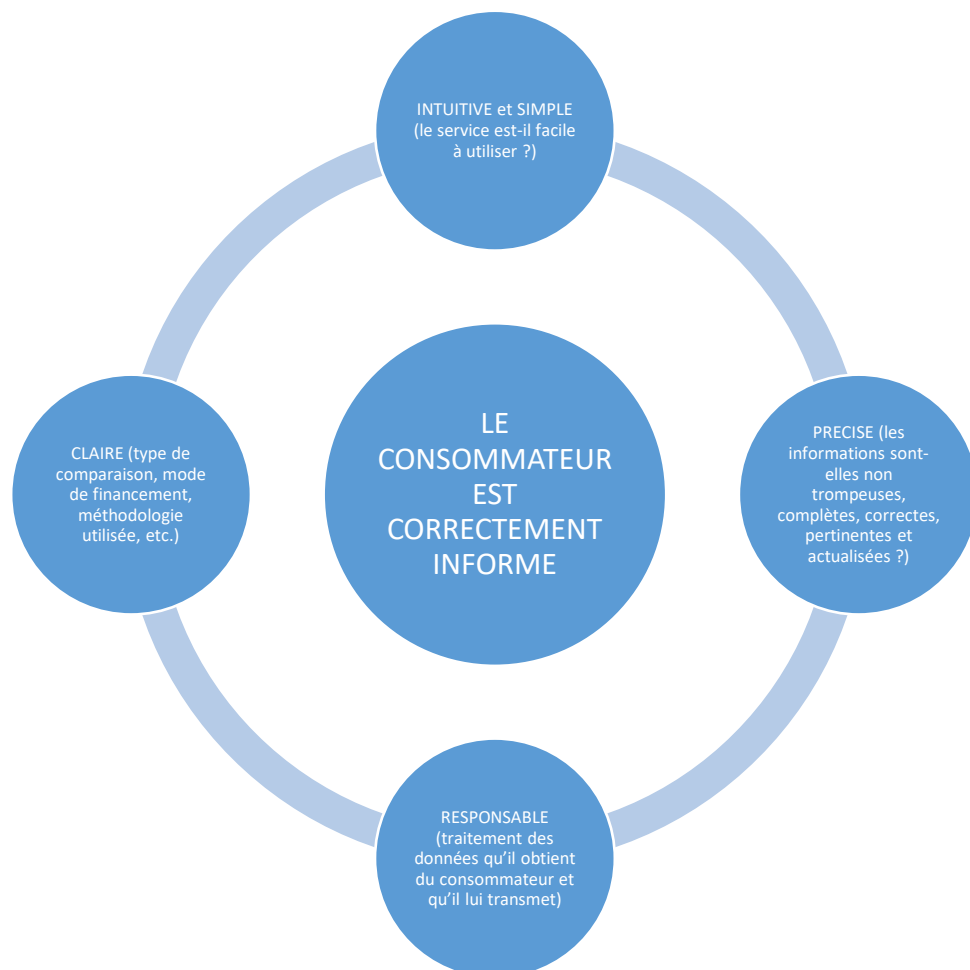 INTUITIVE et SIMPLE
(le service est-il facile
à utiliser ?)
LE
CONSOMMATEUR
EST
CORRECTEMENT
INFORME
CLAIRE (type de
comparaison, mode
de financement,
méthodologie
utilisée, etc.)
PRECISE (les
informations sont-
elles non
trompeuses,
complètes, correctes,
pertinentes et
actualisées ?)
RESPONSABLE
(traitement des
données qu’il obtient
du consommateur et
qu’il lui transmet)